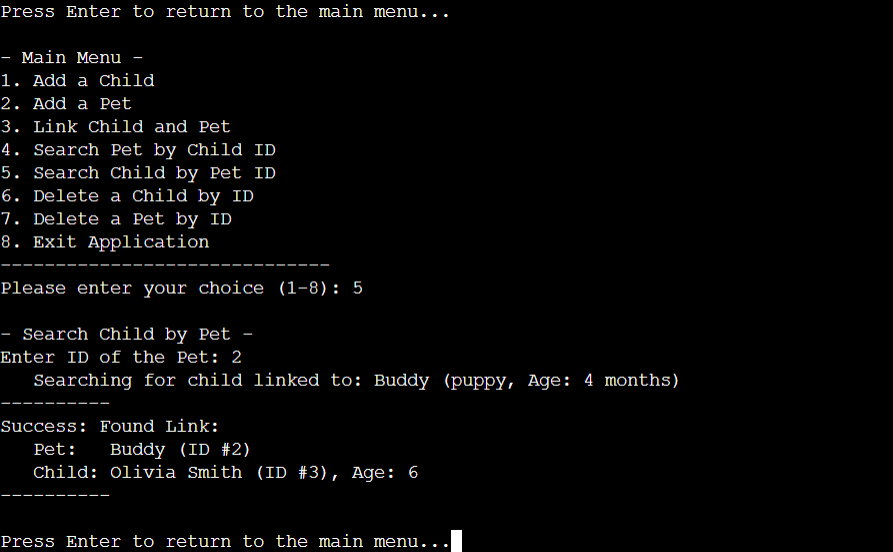 Press Enter to return to the main menu...
- Main Menu -
1. Add a Child
2. Add a Pet
3. Link Child and Pet
4. Search Pet by Child ID
5. Search Child by Pet ID
6. Delete a Child by ID
7. Delete a Pet by ID
8. Exit Application
------------------------------
Please enter your choice (1-8): 5
- Search Child by Pet -
Enter ID of the Pet: 2
   Searching for child linked to: Buddy (puppy, Age: 4 months)
----------
Success: Found Link:
   Pet:   Buddy (ID #2)
   Child: Olivia Smith (ID #3), Age: 6
----------
Press Enter to return to the main menu...